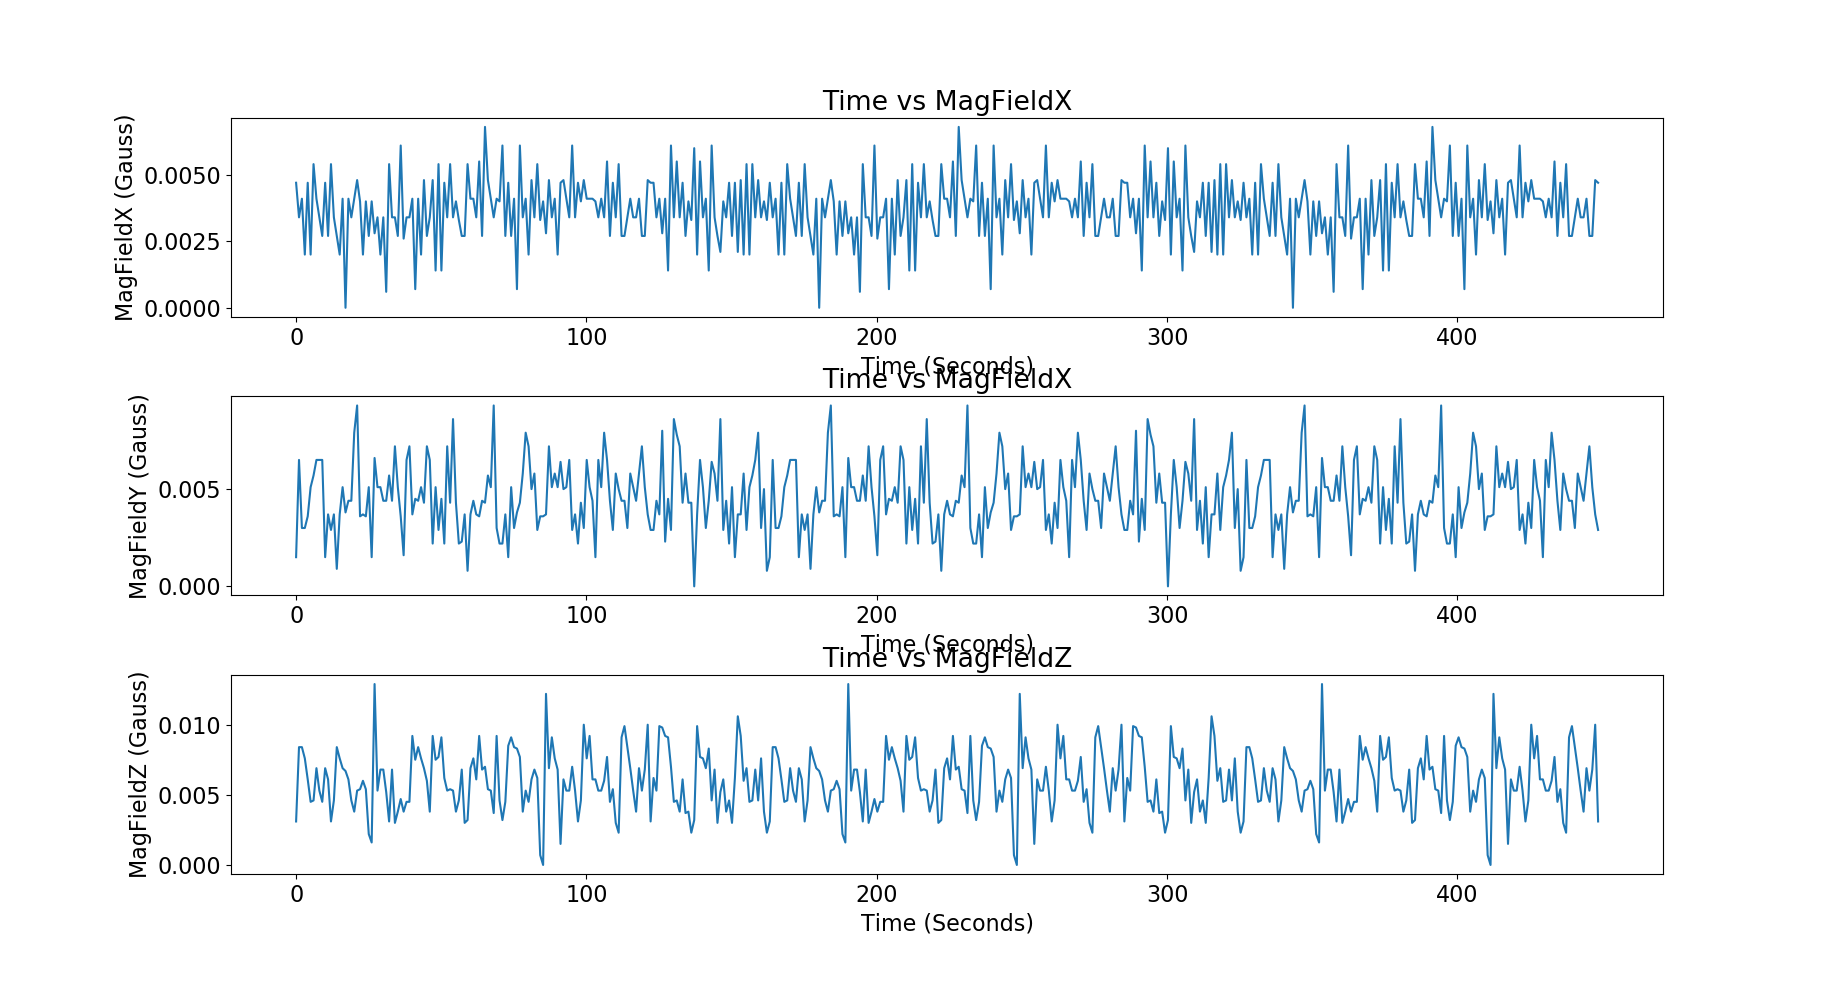 Time vs MagFieldX
MagFieldX (Gauss)
0.0050
0.0025
0.0000
0 100 200 300 400
Time (Seconds)
Time vs MagFieldX
MagFieldY (Gauss)
0.005
0.000
0 100 200 300 400
Time (Seconds)
Time vs MagFieldZ
MagFieldZ (Gauss)
0.010
0.005
0.000
0 100 200 300 400
Time (Seconds)